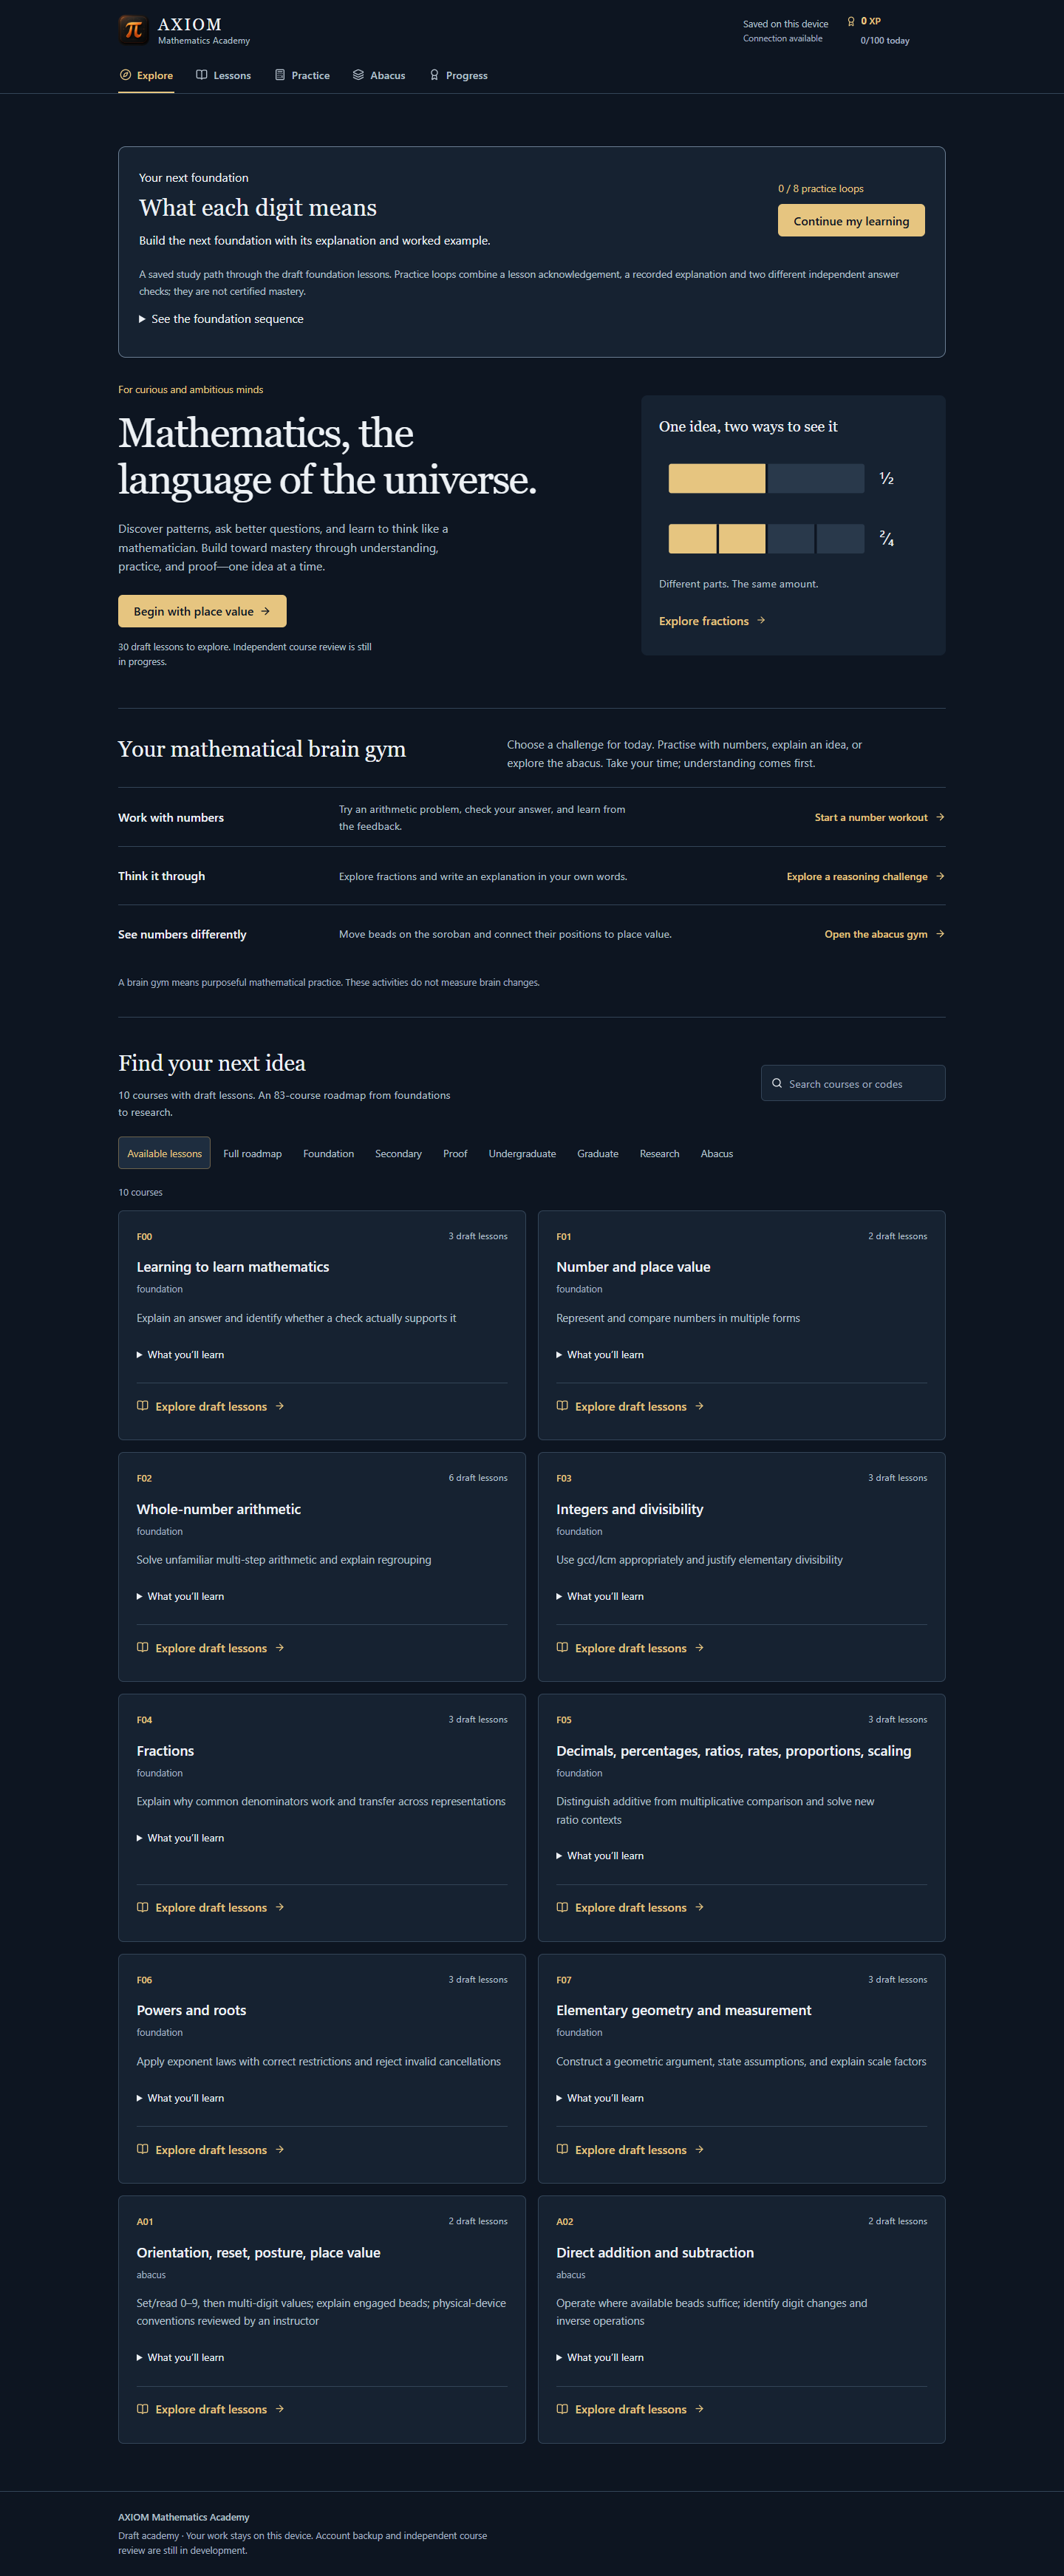 π AXIOM
Mathematics Academy
Saved on this device
Connection available
0 XP
0/100 today
Explore
Lessons
Practice
Abacus
Progress
Your next foundation
What each digit means
Build the next foundation with its explanation and worked example.
0 / 8 practice loops
Continue my learning
A saved study path through the draft foundation lessons. Practice loops combine a lesson acknowledgement, a recorded explanation and two different independent answer
checks; they are not certified mastery.
See the foundation sequence
For curious and ambitious minds
Mathematics, the
language of the universe.
Discover patterns, ask better questions, and learn to think like a
mathematician. Build toward mastery through understanding,
practice, and proof—one idea at a time.
Begin with place value
30 draft lessons to explore. Independent course review is still
in progress.
One idea, two ways to see it
½
2⁄4
Different parts. The same amount.
Explore fractions
Your mathematical brain gym
Choose a challenge for today. Practise with numbers, explain an idea, or
explore the abacus. Take your time; understanding comes first.
Work with numbers
Try an arithmetic problem, check your answer, and learn from
the feedback.
Start a number workout
Think it through
Explore fractions and write an explanation in your own words.
Explore a reasoning challenge
See numbers differently
Move beads on the soroban and connect their positions to place value.
Open the abacus gym
A brain gym means purposeful mathematical practice. These activities do not measure brain changes.
Find your next idea
10 courses with draft lessons. An 83-course roadmap from foundations
to research.
Search courses or codes
Available lessons
Full roadmap
Foundation
Secondary
Proof
Undergraduate
Graduate
Research
Abacus
10 courses
F00
3 draft lessons
Learning to learn mathematics
foundation
Explain an answer and identify whether a check actually supports it
What you'll learn
Explore draft lessons
F01
2 draft lessons
Number and place value
foundation
Represent and compare numbers in multiple forms
What you'll learn
Explore draft lessons
F02
6 draft lessons
Whole-number arithmetic
foundation
Solve unfamiliar multi-step arithmetic and explain regrouping
What you'll learn
Explore draft lessons
F03
3 draft lessons
Integers and divisibility
foundation
Use gcd/lcm appropriately and justify elementary divisibility
What you'll learn
Explore draft lessons
F04
3 draft lessons
Fractions
foundation
Explain why common denominators work and transfer across representations
What you'll learn
Explore draft lessons
F05
3 draft lessons
Decimals, percentages, ratios, rates, proportions, scaling
foundation
Distinguish additive from multiplicative comparison and solve new
ratio contexts
What you'll learn
Explore draft lessons
F06
3 draft lessons
Powers and roots
foundation
Apply exponent laws with correct restrictions and reject invalid cancellations
What you'll learn
Explore draft lessons
F07
3 draft lessons
Elementary geometry and measurement
foundation
Construct a geometric argument, state assumptions, and explain scale factors
What you'll learn
Explore draft lessons
A01
2 draft lessons
Orientation, reset, posture, place value
abacus
Set/read 0–9, then multi-digit values; explain engaged beads; physical-device
conventions reviewed by an instructor
What you'll learn
Explore draft lessons
A02
2 draft lessons
Direct addition and subtraction
abacus
Operate where available beads suffice; identify digit changes and
inverse operations
What you'll learn
Explore draft lessons
AXIOM Mathematics Academy
Draft academy · Your work stays on this device. Account backup and independent course
review are still in development.